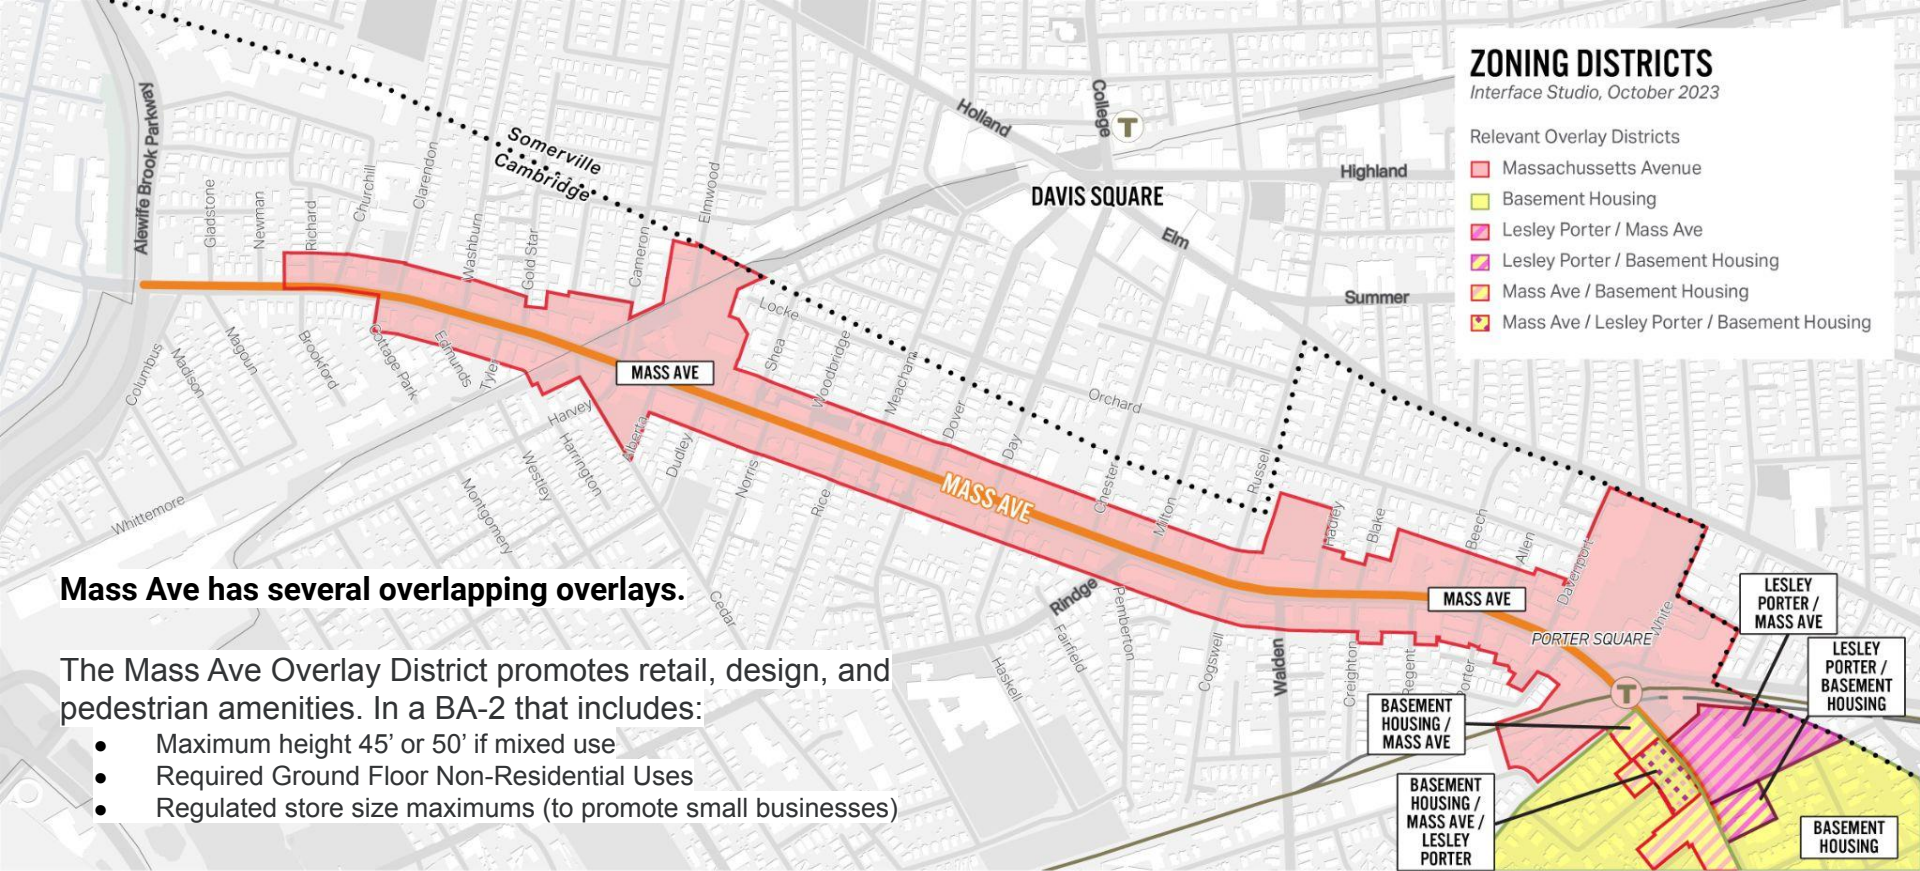 ZONING DISTRICTS
Interface Studio, October 2023
Relevant Overlay Districts
Massachussetts Avenue
Basement Housing
Lesley Porter / Mass Ave
Lesley Porter / Basement Housing
Mass Ave / Basement Housing
Mass Ave / Lesley Porter / Basement Housing
Alewife Brook Parkway
Gladstone
Newman
Richard
Churchill
Clarendon
Washburn
Gold Star
Cameron
Elmwood
Somerville
Cambridge
Holland
College
T
DAVIS SQUARE
Highland
Elm
Summer
Columbus
Madison
Magoun
Brookford
Cottage Park
Edmunds
Tyler
MASS AVE
Locke
Shea
Woodbridge
Meacham
Dover
Day
Orchard
Chester
Milton
Russell
Hadley
Blake
Beech
Allen
Davenport
White
Whittemore
Harvey
Harrington
Westley
Montgomery
Alberta
Dudley
Norris
Rice
Cedar
MASS AVE
Rindge
Haskell
Fairfield
Pemberton
Cogswell
Walden
Creighton
Regent
Porter
MASS AVE
PORTER SQUARE
T
LESLEY
PORTER /
MASS AVE
LESLEY
PORTER /
BASEMENT
HOUSING
BASEMENT
HOUSING /
MASS AVE
BASEMENT
HOUSING /
MASS AVE /
LESLEY
PORTER
BASEMENT
HOUSING
Mass Ave has several overlapping overlays.
The Mass Ave Overlay District promotes retail, design, and
pedestrian amenities. In a BA-2 that includes:
● Maximum height 45’ or 50’ if mixed use
● Required Ground Floor Non-Residential Uses
● Regulated store size maximums (to promote small businesses)